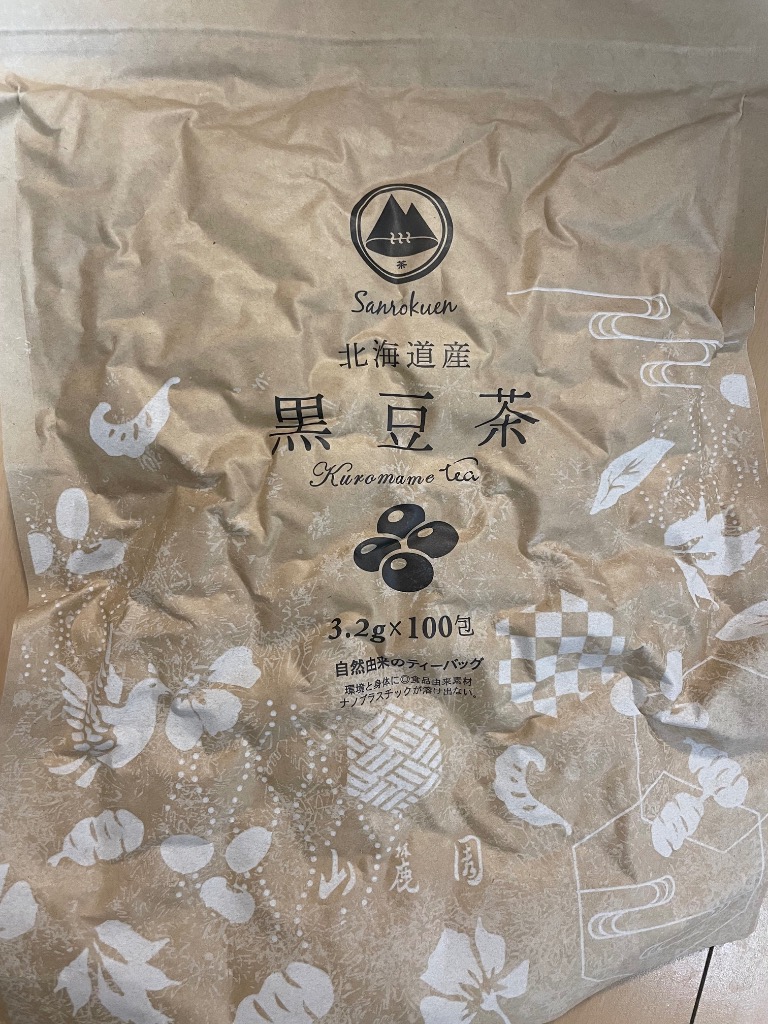 茶
Sanrokuen
北海道産
黒豆茶
Kuromame tea
3.2g×100包
自然由来のティーバッグ
環境と身体に◎食品由来素材
ナノプラスチックが溶け出ない。
山麓園